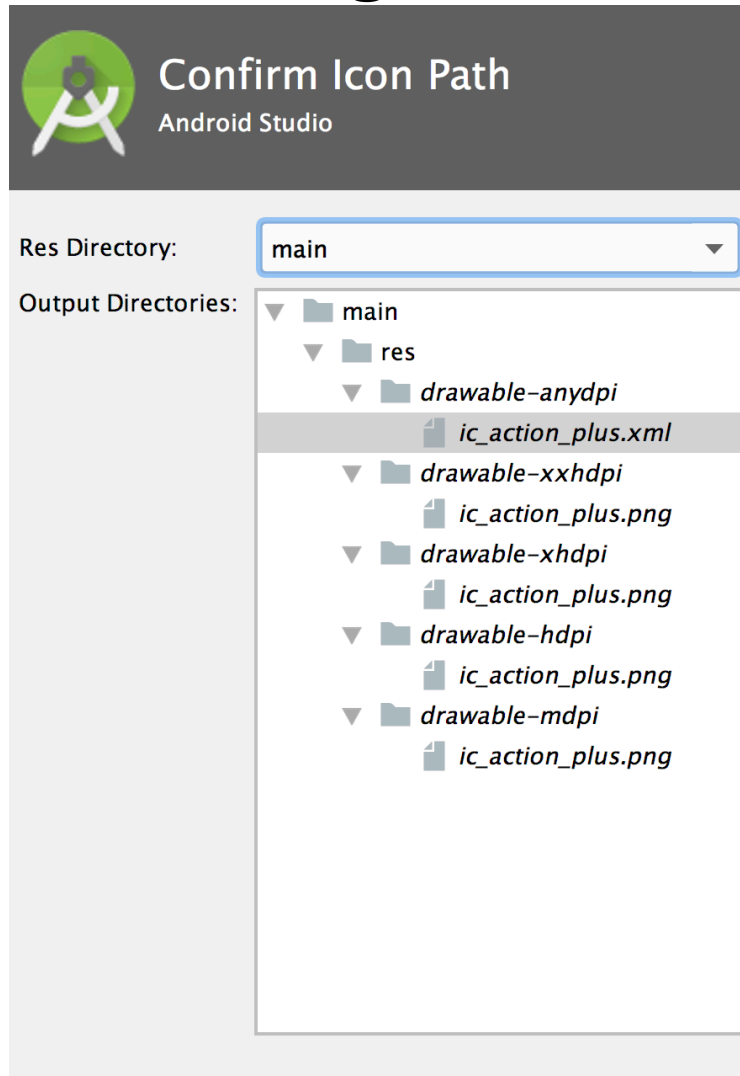 Confirm Icon Path
Android Studio
Res Directory:
main
Output Directories:
main
res
drawable-anydpi
ic_action_plus.xml
drawable-xxhdpi
ic_action_plus.png
drawable-xhdpi
ic_action_plus.png
drawable-hdpi
ic_action_plus.png
drawable-mdpi
ic_action_plus.png